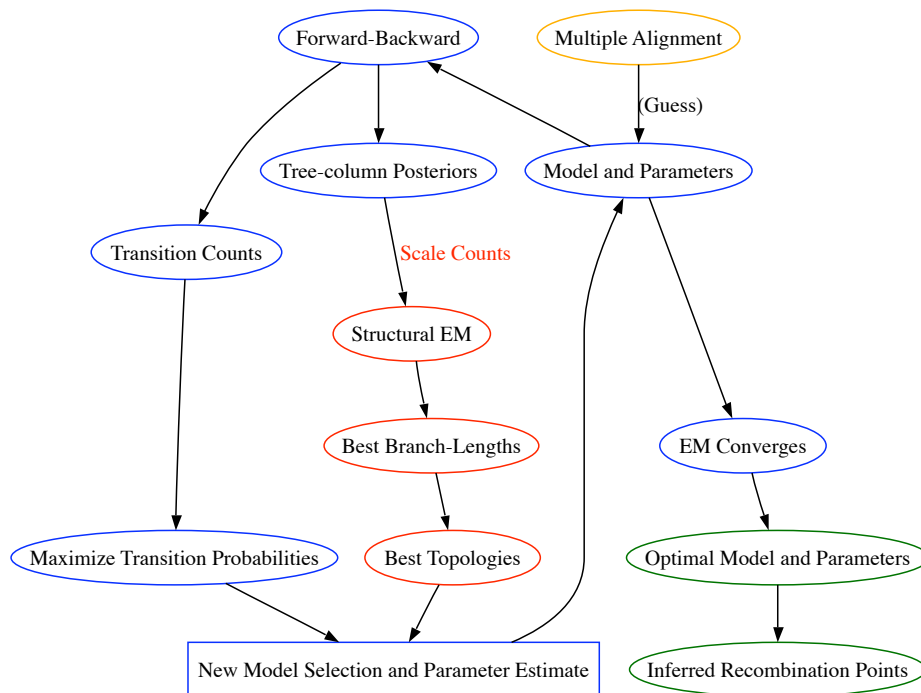 Forward-Backward
Multiple Alignment
(Guess)
Tree-column Posteriors
Model and Parameters
Transition Counts
Scale Counts
Structural EM
Best Branch-Lengths
EM Converges
Maximize Transition Probabilities
Best Topologies
Optimal Model and Parameters
New Model Selection and Parameter Estimate
Inferred Recombination Points